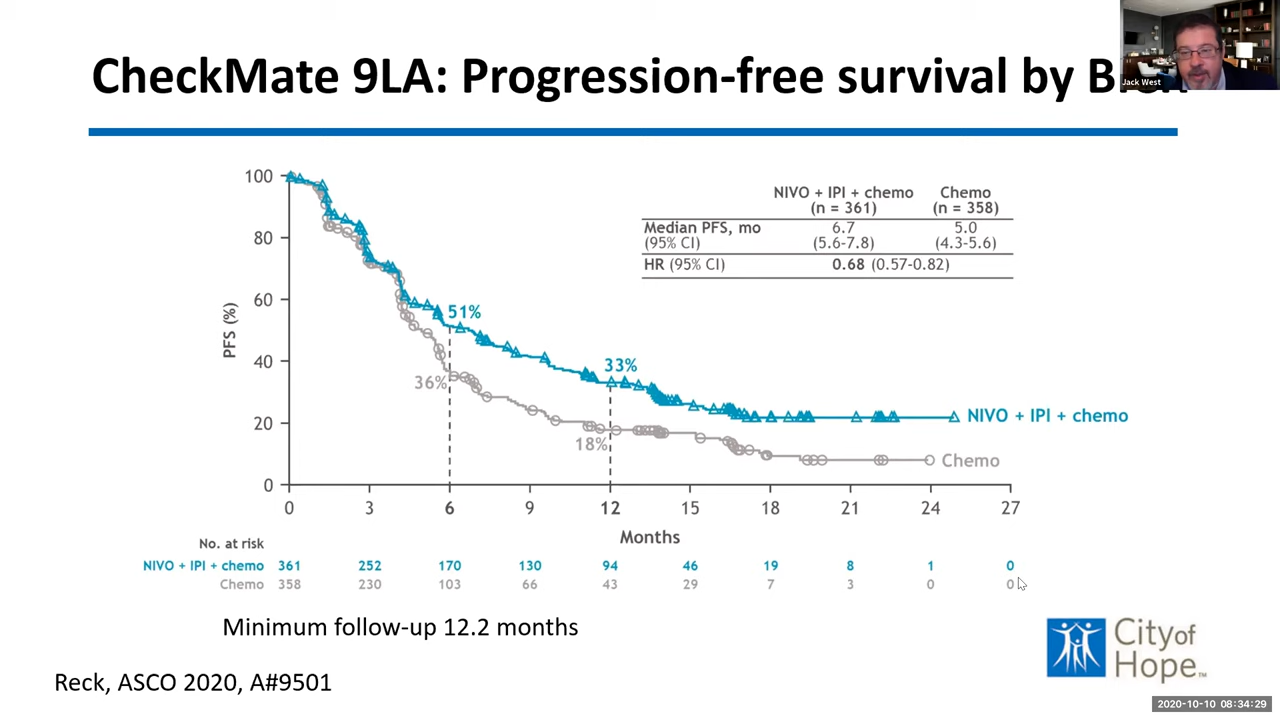 CheckMate 9LA: Progression-free survival by
Jack West
NIVO + IPI + chemo Chemo
(n = 361) (n = 358)
Median PFS, mo 6.7 5.0
(95% CI) (5.6-7.8) (4.3-5.6)
HR (95% CI) 0.68 (0.57-0.82)
PFS (%)
100
80
60
40
20
0
51%
36%
33%
18%
NIVO + IPI + chemo
Chemo
0 3 6 9 12 15 18 21 24 27
Months
No. at risk
NIVO + IPI + chemo 361 252 170 130 94 46 19 8 1 0
Chemo 358 230 103 66 43 29 7 3 0 0
Minimum follow-up 12.2 months
Reck, ASCO 2020, A#9501
City of
Hope™
2020-10-10 08:34:29